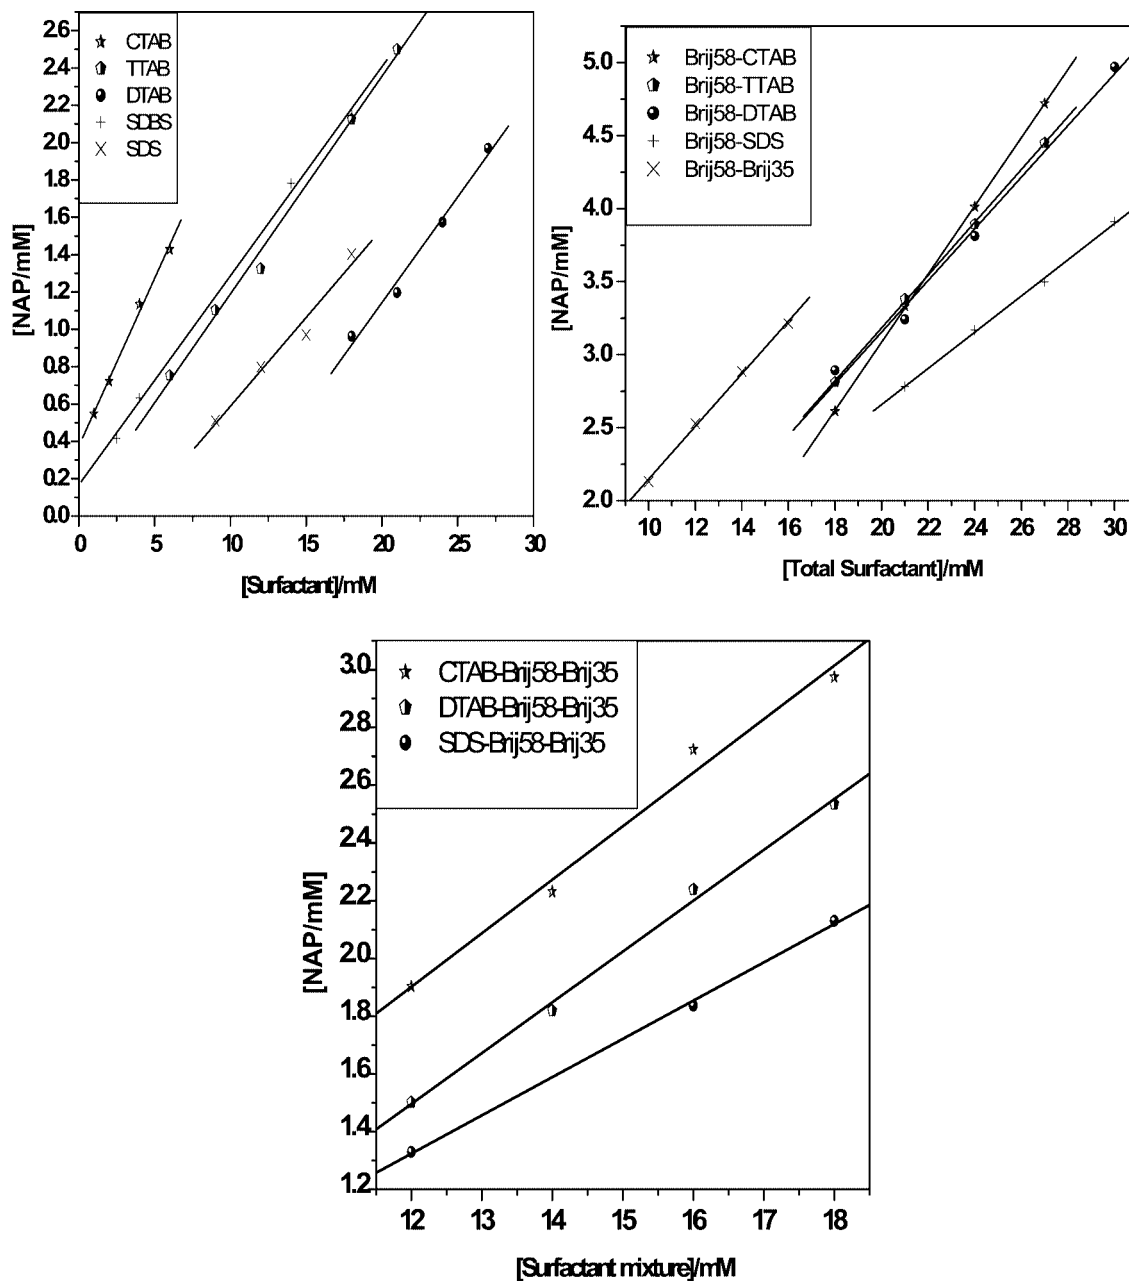 2.6
2.4
2.2
2.0
1.8
1.6
1.4
1.2
1.0
0.8
0.6
0.4
0.2
0.0
[NAP/mM]
CTAB
TTAB
DTAB
SDBS
SDS
0 5 10 15 20 25 30
[Surfactant]/mM
5.0
4.5
4.0
3.5
3.0
2.5
2.0
[NAP/mM]
Brij58-CTAB
Brij58-TTAB
Brij58-DTAB
Brij58-SDS
Brij58-Brij35
10 12 14 16 18 20 22 24 26 28 30
[Total Surfactant]/mM
3.0
2.8
2.6
2.4
2.2
2.0
1.8
1.6
1.4
1.2
[NAP/mM]
CTAB-Brij58-Brij35
DTAB-Brij58-Brij35
SDS-Brij58-Brij35
12 13 14 15 16 17 18
[Surfactant mixture]/mM